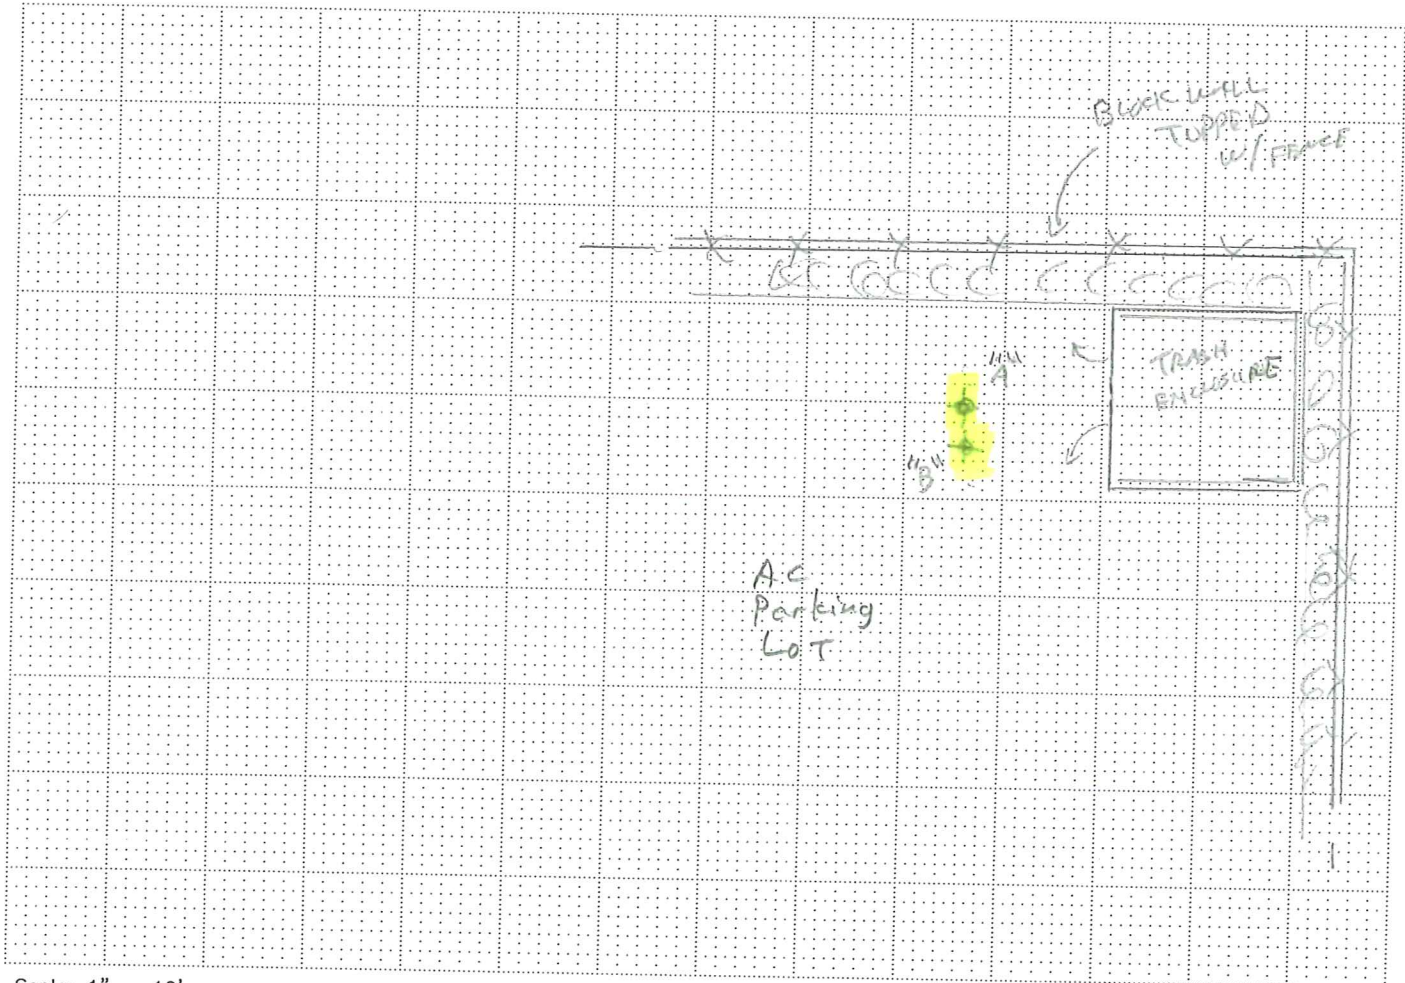 BLOCK WALL
TOPPED
W/ FENCE
"A"
TRASH
ENCLOSURE
"B"
AC
Parking
LOT